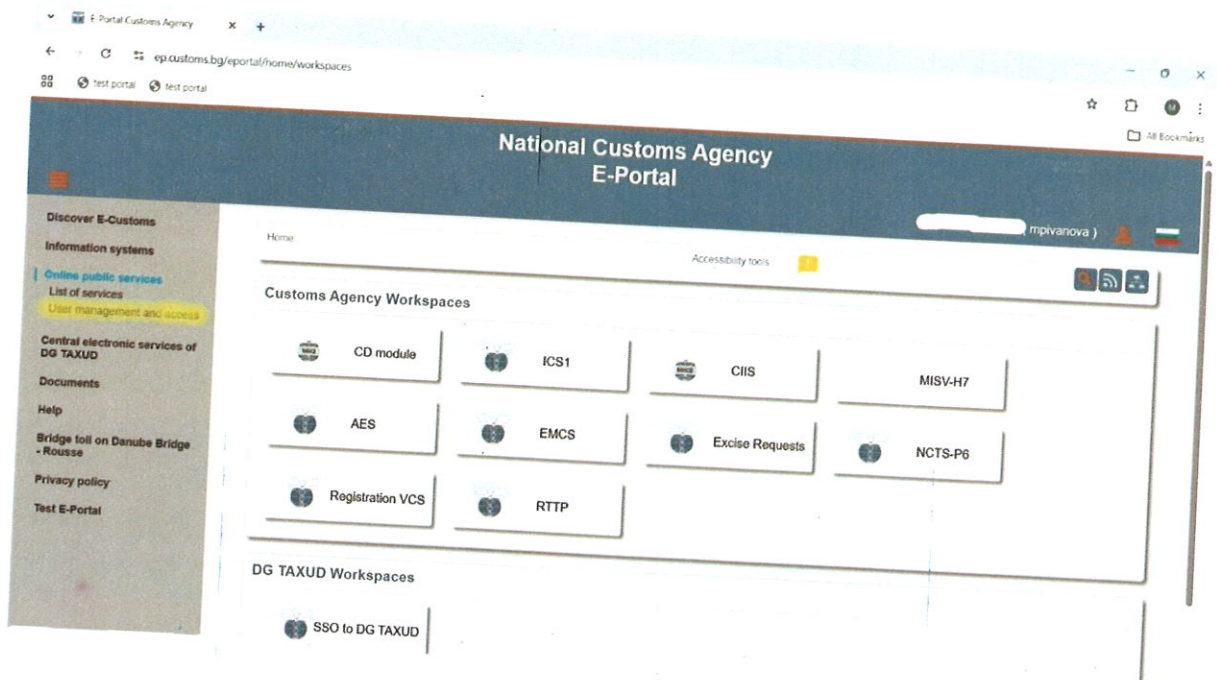 E-Portal Customs Agency
ep.customs.bg/eportal/home/workspaces
test portal test portal
All Bookmarks
National Customs Agency
E-Portal
mpivanova )
Discover E-Customs
Information systems
Online public services
List of services
User management and access
Central electronic services of
DG TAXUD
Documents
Help
Bridge toll on Danube Bridge
- Rousse
Privacy policy
Test E-Portal
Home
Accessibility tools
Customs Agency Workspaces
CD module
ICS1
CIIS
MISV-H7
AES
EMCS
Excise Requests
NCTS-P6
Registration VCS
RTTP
DG TAXUD Workspaces
SSO to DG TAXUD